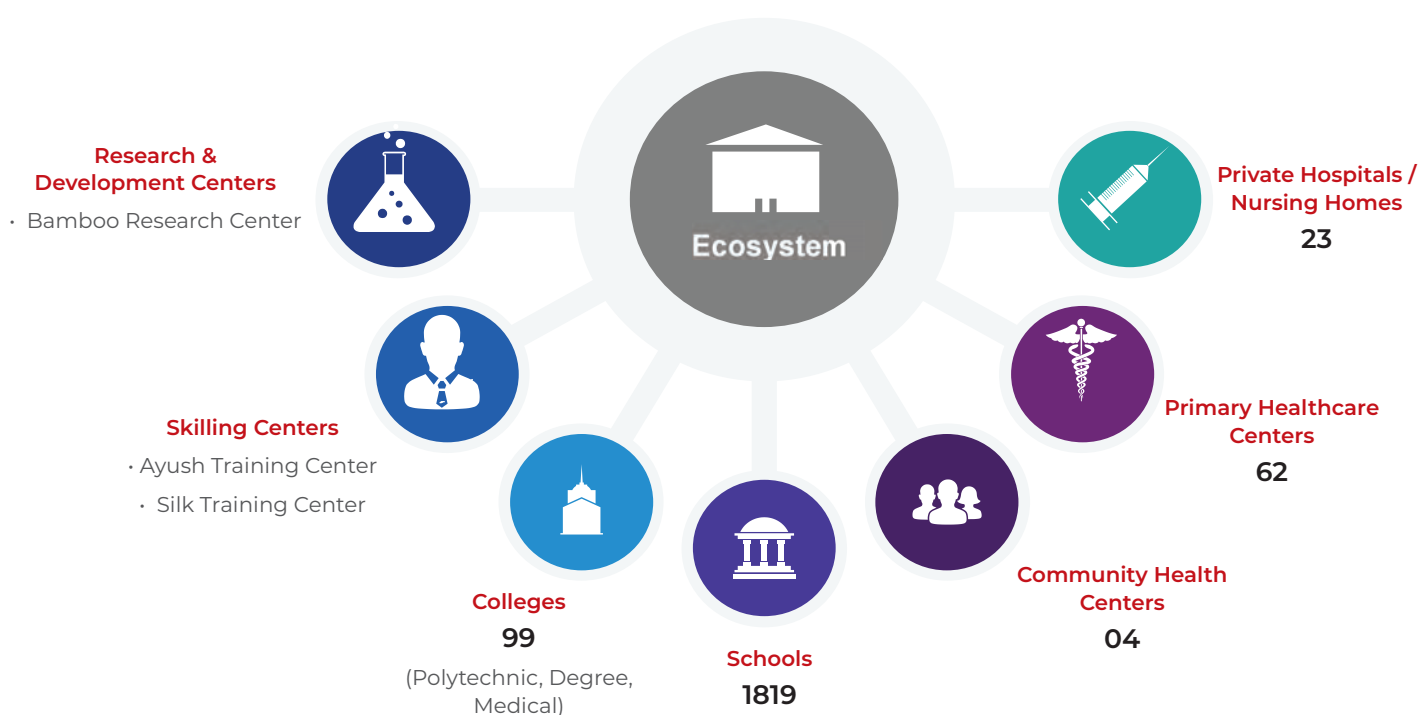 Ecosystem
Research &
Development Centers
• Bamboo Research Center
Skilling Centers
• Ayush Training Center
• Silk Training Center
Colleges
99
(Polytechnic, Degree,
Medical)
Schools
1819
Community Health
Centers
04
Primary Healthcare
Centers
62
Private Hospitals /
Nursing Homes
23